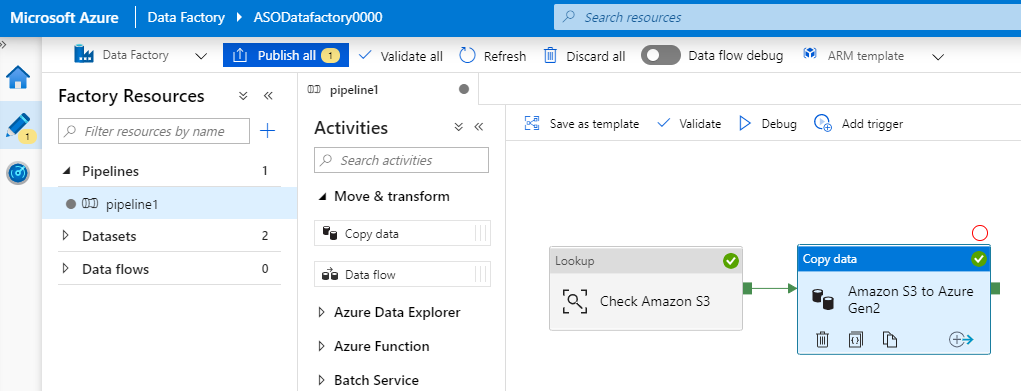 Microsoft Azure Data Factory ASODatafactory0000 Search resources
Data Factory Publish all 1 Validate all Refresh Discard all Data flow debug ARM template
Factory Resources
Filter resources by name
1
Pipelines 1
pipeline1
Datasets 2
Data flows 0
pipeline1
Activities
Search activities
Move & transform
Copy data
Data flow
Azure Data Explorer
Azure Function
Batch Service
Save as template Validate Debug Add trigger
Lookup
Check Amazon S3
Copy data
Amazon S3 to Azure
Gen2